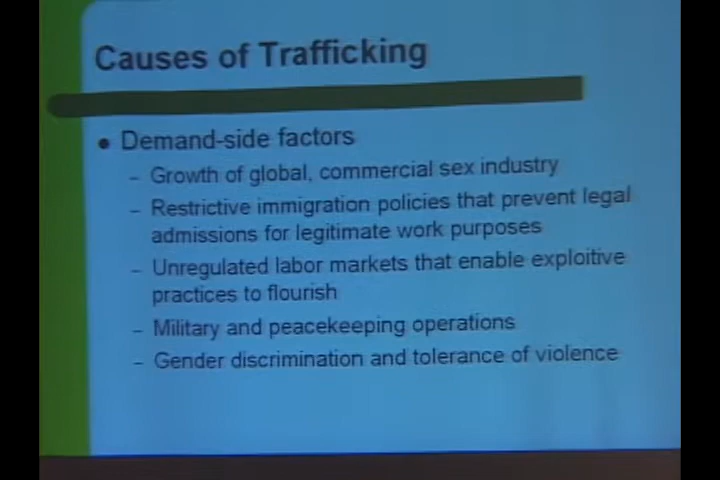 Causes of Trafficking
● Demand-side factors
– Growth of global, commercial sex industry
– Restrictive immigration policies that prevent legal
admissions for legitimate work purposes
– Unregulated labor markets that enable exploitive
practices to flourish
– Military and peacekeeping operations
– Gender discrimination and tolerance of violence